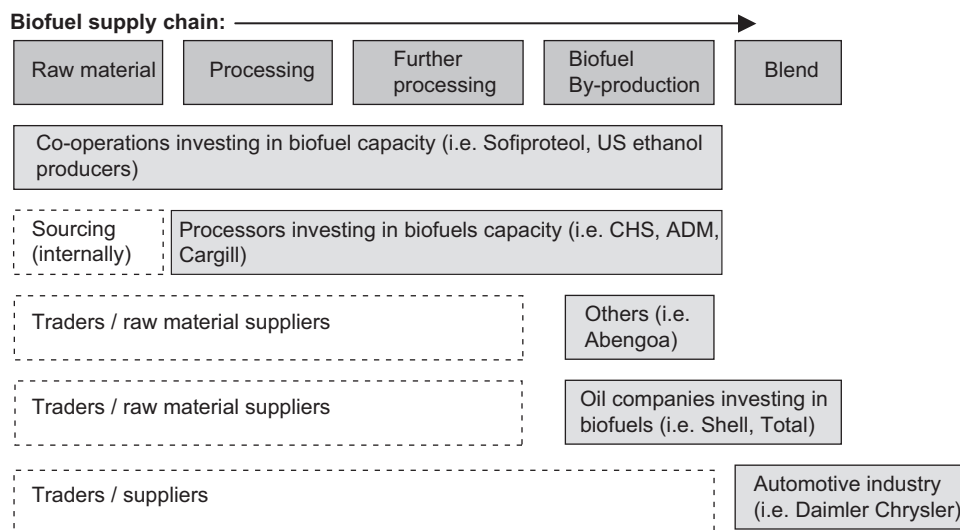 Biofuel supply chain:
Raw material
Processing
Further
processing
Biofuel
By-production
Blend
Co-operations investing in biofuel capacity (i.e. Sofiproteol, US ethanol
producers)
Sourcing
(internally)
Processors investing in biofuels capacity (i.e. CHS, ADM,
Cargill)
Traders / raw material suppliers
Others (i.e.
Abengoa)
Traders / raw material suppliers
Oil companies investing in
biofuels (i.e. Shell, Total)
Traders / suppliers
Automotive industry
(i.e. Daimler Chrysler)